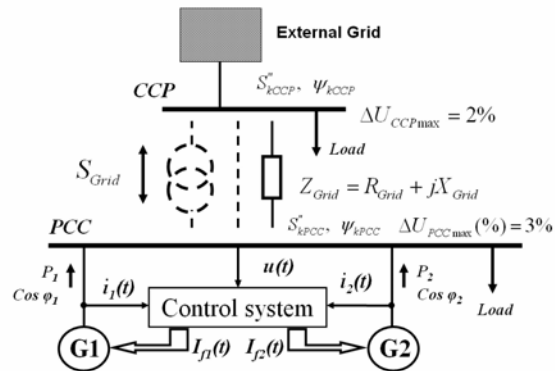 External Grid
CCP
S"kCCP, ψkCCP
ΔUCCPmax = 2%
Load
SGrid
ZGrid = RGrid + jXGrid
PCC
S"kPCC, ψkPCC
ΔUPCCmax(%) = 3%
P1
Cos φ1
i1(t)
u(t)
i2(t)
P2
Cos φ2
Load
Control system
G1
If1(t)
If2(t)
G2